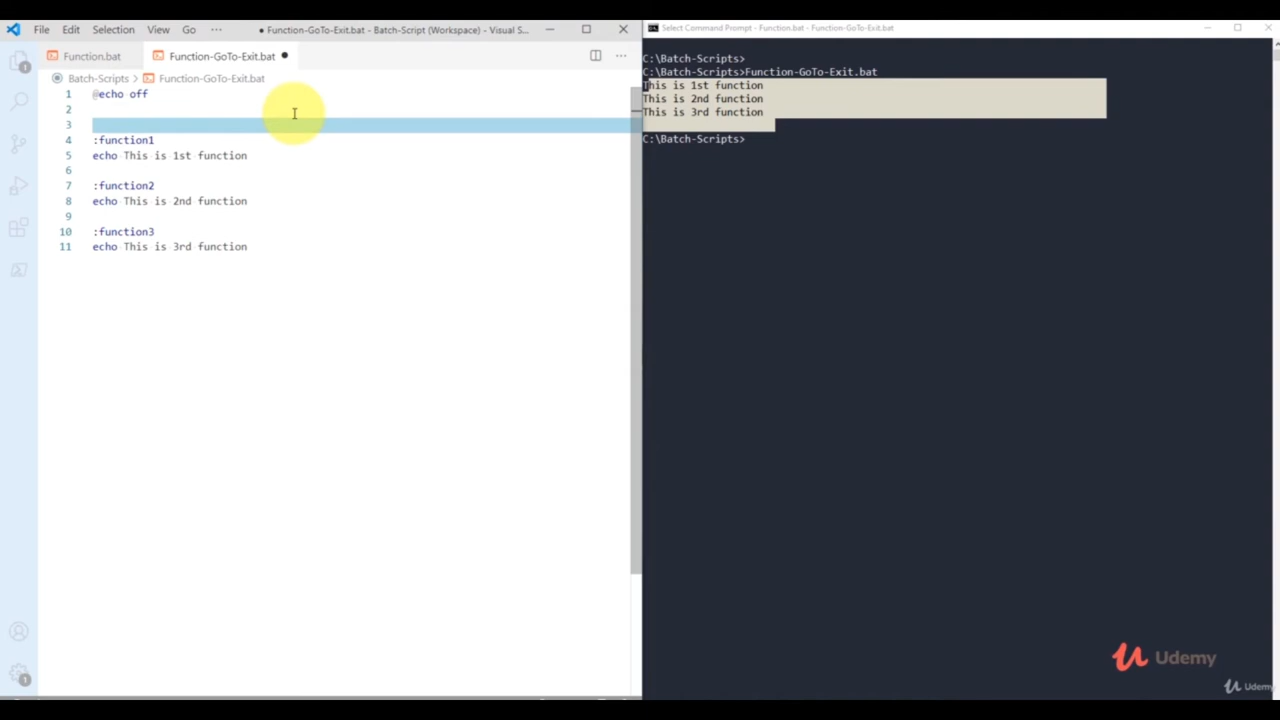 File Edit Selection View Go ··· ● Function-GoTo-Exit.bat - Batch-Script (Workspace) - Visual S...
Function.bat Function-GoTo-Exit.bat ●
Batch-Scripts > Function-GoTo-Exit.bat
1 @echo off
2
3
4 :function1
5 echo This is 1st function
6
7 :function2
8 echo This is 2nd function
9
10 :function3
11 echo This is 3rd function
1
1
Select Command Prompt - Function.bat - Function-GoTo-Exit.bat
C:\Batch-Scripts>
C:\Batch-Scripts>Function-GoTo-Exit.bat
This is 1st function
This is 2nd function
This is 3rd function
C:\Batch-Scripts>
Udemy
Udemy